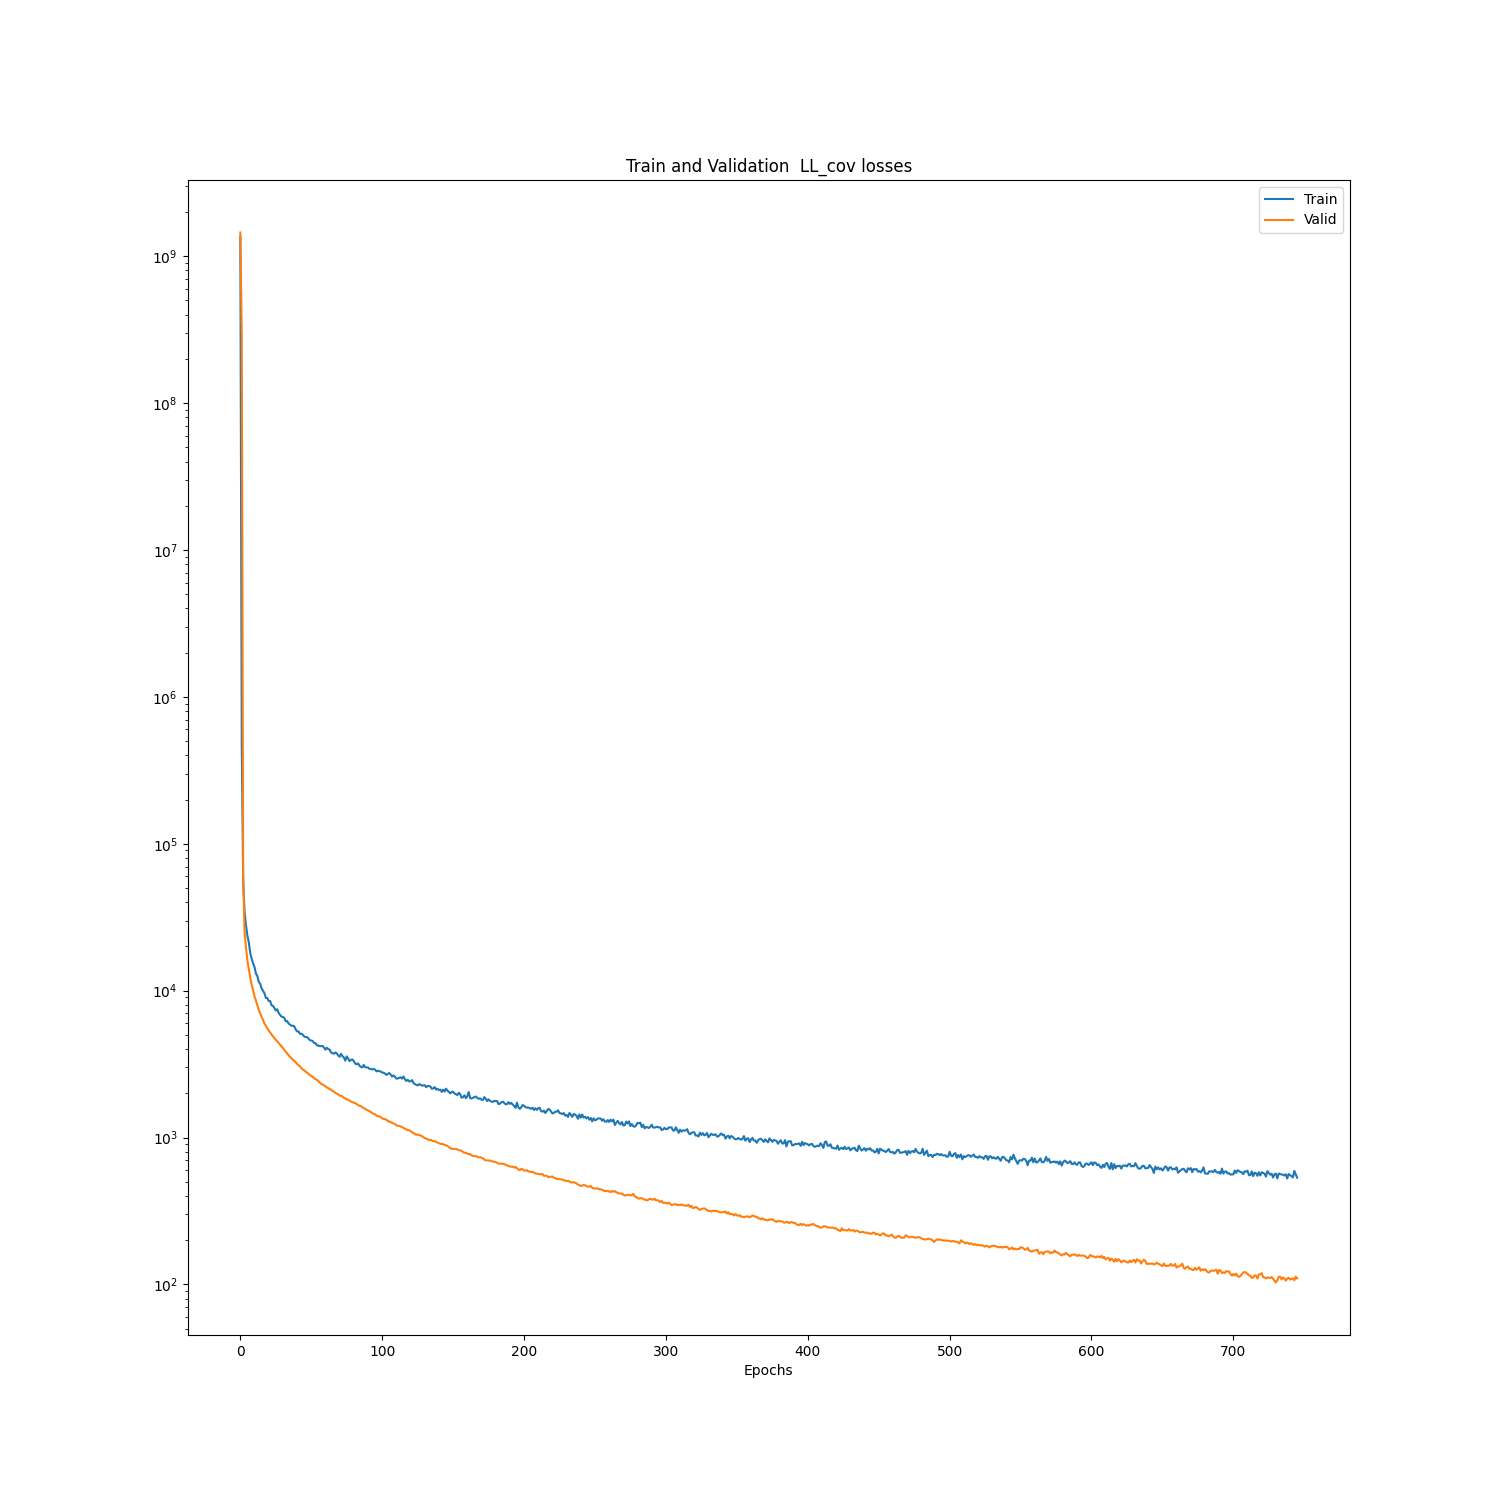 Train and Validation  LL_cov losses
Train
Valid
10⁹
10⁸
10⁷
10⁶
10⁵
10⁴
10³
10²
0 100 200 300 400 500 600 700
Epochs